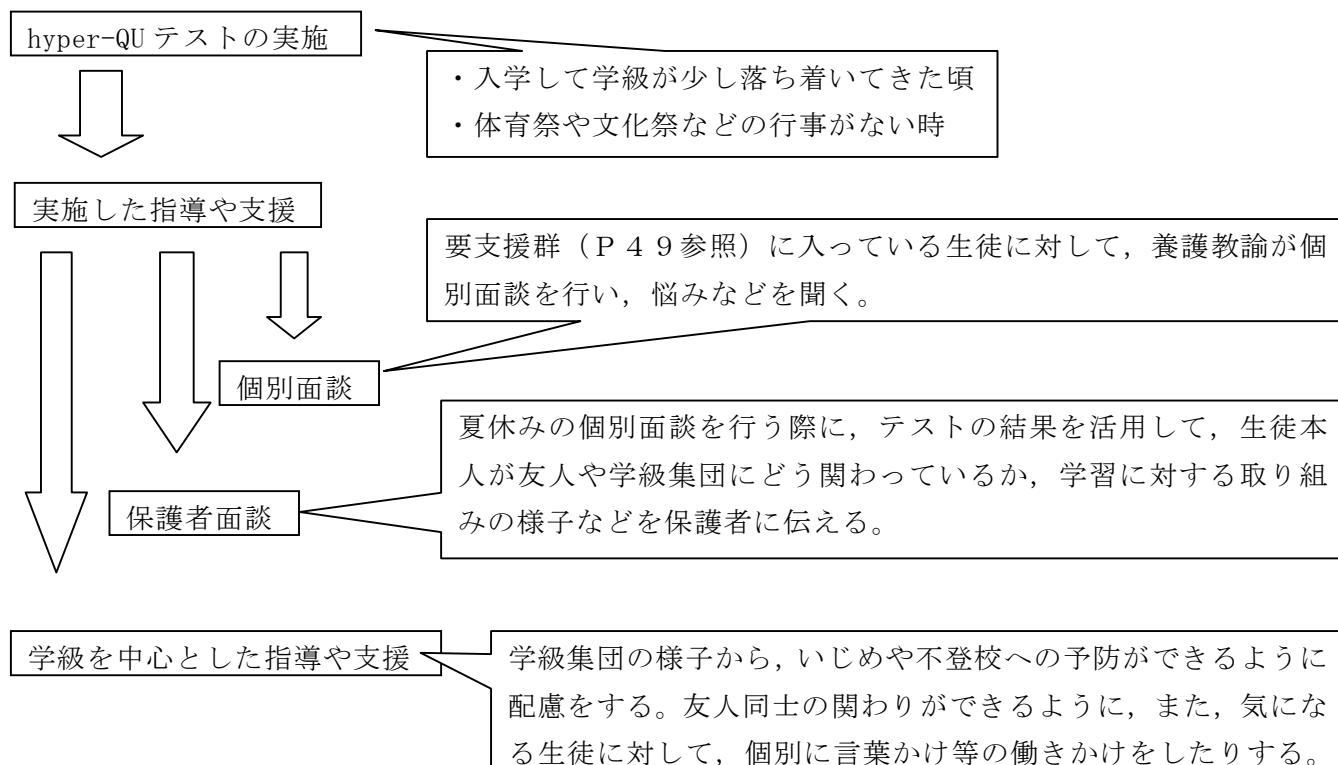 hyper-QUテストの実施
・入学して学級が少し落ち着いてきた頃
・体育祭や文化祭などの行事がない時
実施した指導や支援
要支援群（Ｐ４９参照）に入っている生徒に対して，養護教諭が個
別面談を行い，悩みなどを聞く。
個別面談
夏休みの個別面談を行う際に，テストの結果を活用して，生徒本
人が友人や学級集団にどう関わっているか，学習に対する取り組
みの様子などを保護者に伝える。
保護者面談
学級を中心とした指導や支援
学級集団の様子から，いじめや不登校への予防ができるように
配慮をする。友人同士の関わりができるように，また，気にな
る生徒に対して，個別に言葉かけ等の働きかけをしたりする。